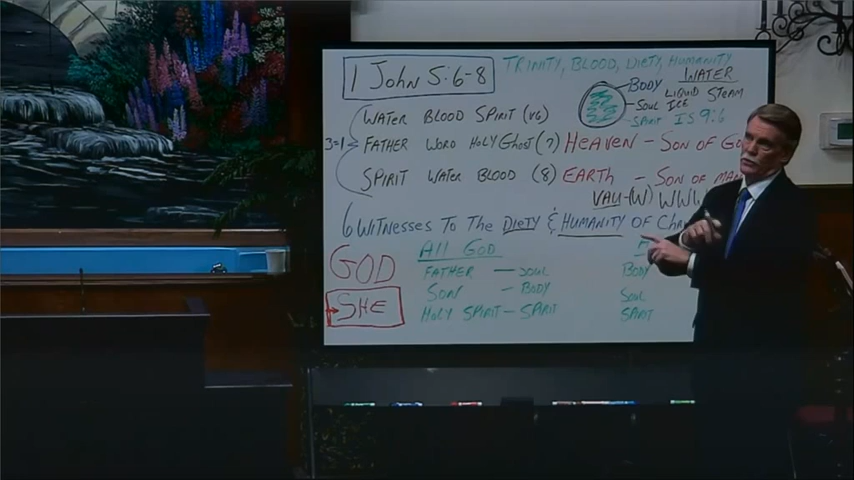 1 JOHN 5:6-8
TRINITY, BLOOD, DIETY, HUMANITY
BODY WATER
LIQUID STEAM
SOUL ICE
SPIRIT IS 9:6
WATER BLOOD SPIRIT (V6)
3=1 FATHER WORD HOLY GHOST (7) HEAVEN - SON OF GO
SPIRIT WATER BLOOD (8) EARTH - SON OF MAN
VAU-(W) WWW
6 WITNESSES TO THE DIETY & HUMANITY OF CHR
GOD
SHE
ALL GOD
FATHER — SOUL
SON - BODY
HOLY SPIRIT - SPIRIT
BODY
SOUL
SPIRIT